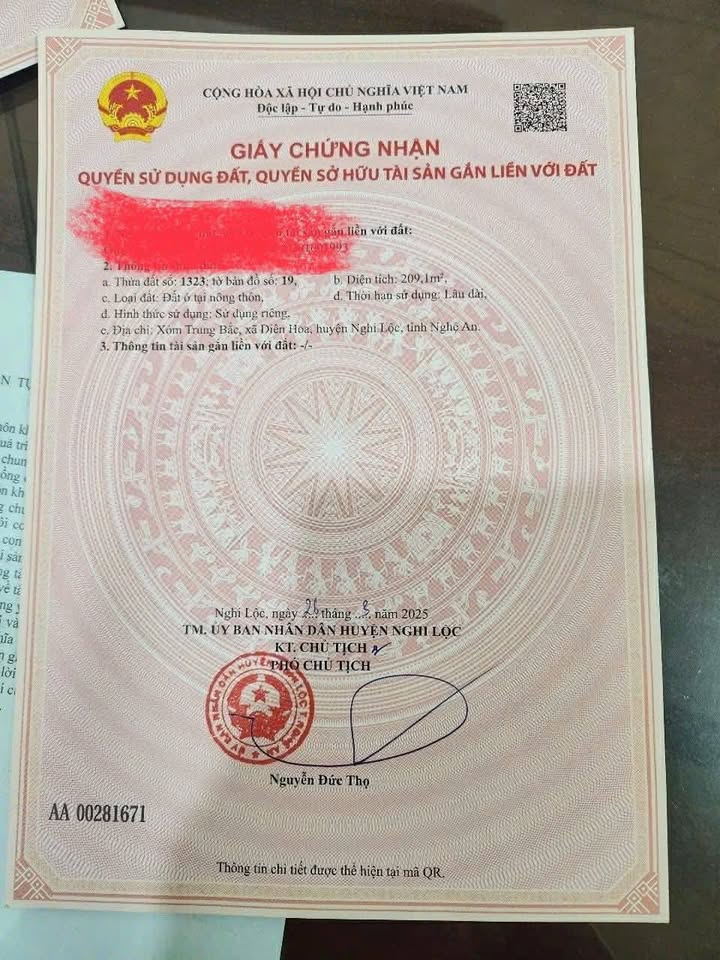 CỘNG HÒA XÃ HỘI CHỦ NGHĨA VIỆT NAM
Độc lập - Tự do - Hạnh phúc
GIẤY CHỨNG NHẬN
QUYỀN SỬ DỤNG ĐẤT, QUYỀN SỞ HỮU TÀI SẢN GẮN LIỀN VỚI ĐẤT
gắn liền với đất:
2. Thông tin
a. Thửa đất số: 1323; tờ bản đồ số: 19, b. Diện tích: 209,1m²,
c. Loại đất: Đất ở tại nông thôn, d. Thời hạn sử dụng: Lâu dài,
đ. Hình thức sử dụng: Sử dụng riêng,
e. Địa chỉ: Xóm Trung Bắc, xã Diên Hoa, huyện Nghi Lộc, tỉnh Nghệ An.
3. Thông tin tài sản gắn liền với đất: -/-
Nghi Lộc, ngày 26 tháng 3 năm 2025
TM. ỦY BAN NHÂN DÂN HUYỆN NGHI LỘC
KT. CHỦ TỊCH
PHÓ CHỦ TỊCH
Nguyễn Đức Thọ
AA 00281671
Thông tin chi tiết được thể hiện tại mã QR.